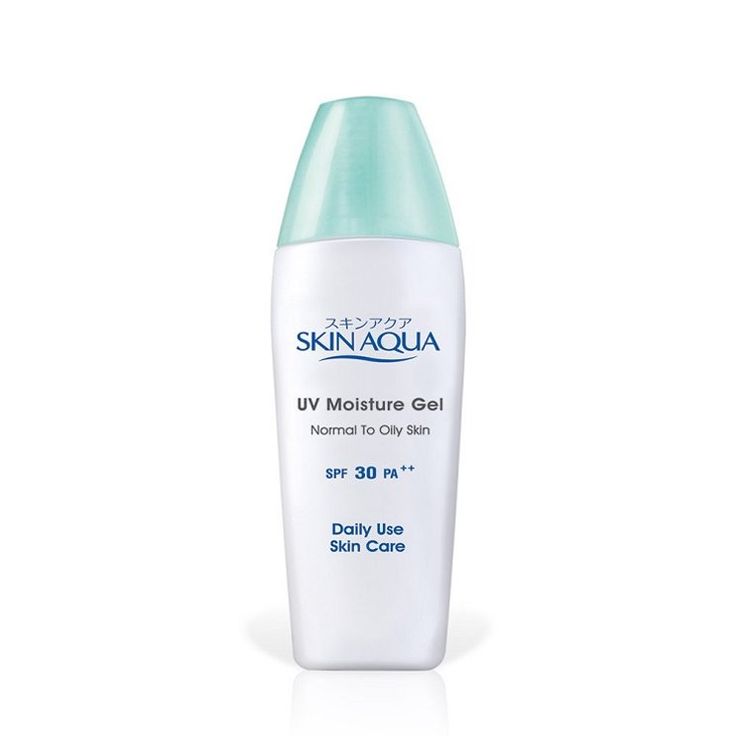 スキンアクア
SKIN AQUA
UV Moisture Gel
Normal To Oily Skin
SPF 30 PA++
Daily Use
Skin Care